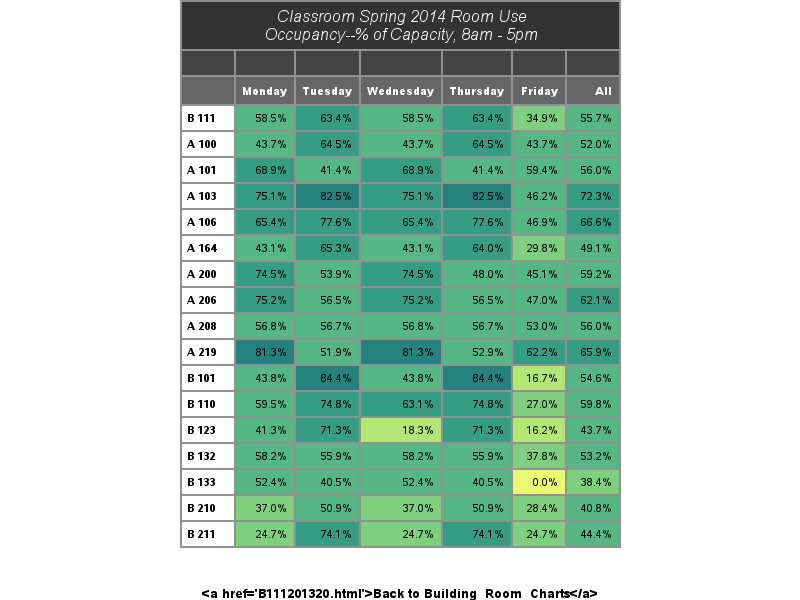 Classroom Spring 2014 Room Use
Occupancy--% of Capacity, 8am - 5pm
Monday Tuesday Wednesday Thursday Friday All
B 111 58.5% 63.4% 58.5% 63.4% 34.9% 55.7%
A 100 43.7% 64.5% 43.7% 64.5% 43.7% 52.0%
A 101 68.9% 41.4% 68.9% 41.4% 59.4% 56.0%
A 103 75.1% 82.5% 75.1% 82.5% 46.2% 72.3%
A 106 65.4% 77.6% 65.4% 77.6% 46.9% 66.6%
A 164 43.1% 65.3% 43.1% 64.0% 29.8% 49.1%
A 200 74.5% 53.9% 74.5% 48.0% 45.1% 59.2%
A 206 75.2% 56.5% 75.2% 56.5% 47.0% 62.1%
A 208 56.8% 56.7% 56.8% 56.7% 53.0% 56.0%
A 219 81.3% 51.9% 81.3% 52.9% 62.2% 65.9%
B 101 43.8% 84.4% 43.8% 84.4% 16.7% 54.6%
B 110 59.5% 74.8% 63.1% 74.8% 27.0% 59.8%
B 123 41.3% 71.3% 18.3% 71.3% 16.2% 43.7%
B 132 58.2% 55.9% 58.2% 55.9% 37.8% 53.2%
B 133 52.4% 40.5% 52.4% 40.5% 0.0% 38.4%
B 210 37.0% 50.9% 37.0% 50.9% 28.4% 40.8%
B 211 24.7% 74.1% 24.7% 74.1% 24.7% 44.4%
<a href='B111201320.html'>Back to Building_Room_Charts</a>